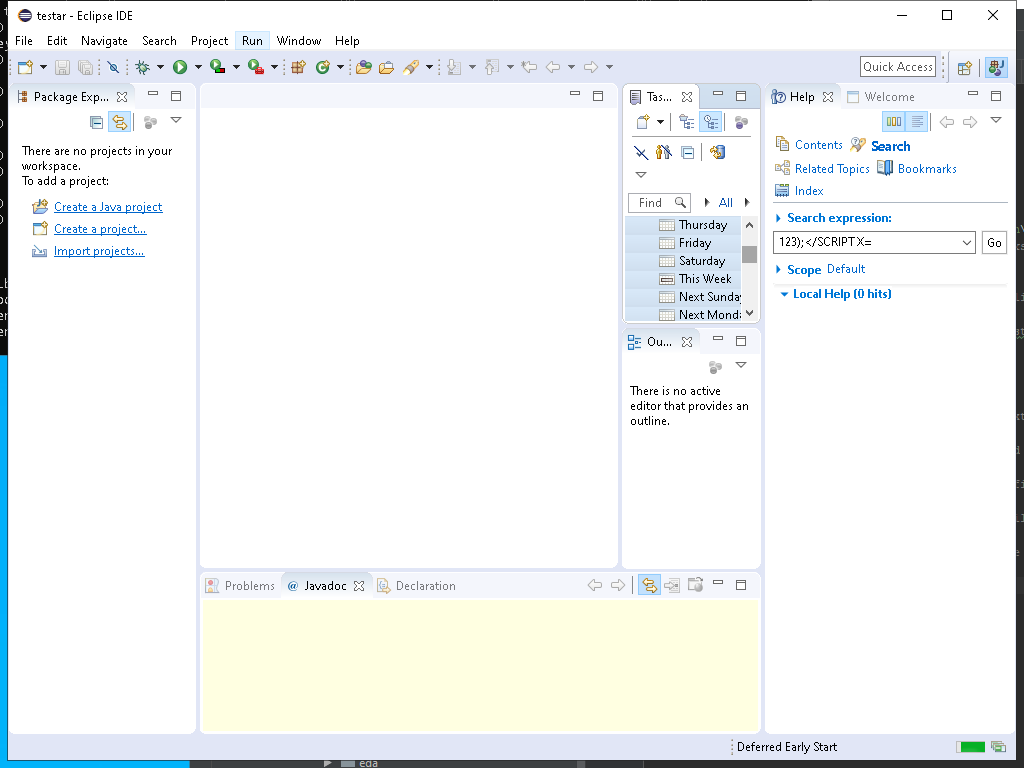 testar - Eclipse IDE
File Edit Navigate Search Project Run Window Help
Quick Access
Package Exp...
There are no projects in your
workspace.
To add a project:
Create a Java project
Create a project...
Import projects...
Tas...
Find
All
Thursday
Friday
Saturday
This Week
Next Sunday
Next Mond
Ou...
There is no active
editor that provides an
outline.
Help Welcome
Contents Search
Related Topics Bookmarks
Index
Search expression:
123);</SCRIPT X=
Go
Scope Default
Local Help (0 hits)
Problems @ Javadoc Declaration
Deferred Early Start
eda